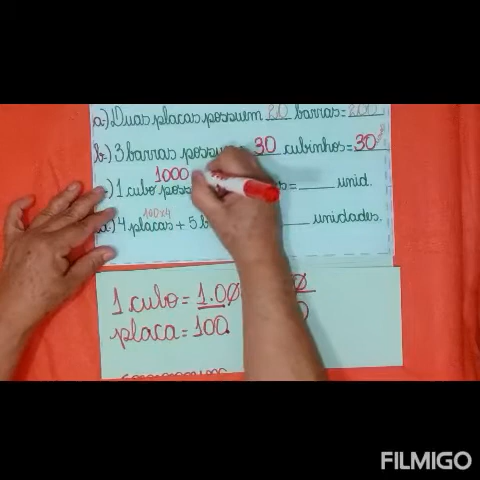 a.) Duas placas possuem 20 barras = 200
b.) 3 barras 30 cubinhos = 30
1000
1 cubo = unid.
100x4
4 placas + 5 unidades.
1 cubo = 1.00
placa = 100
FILMIGO